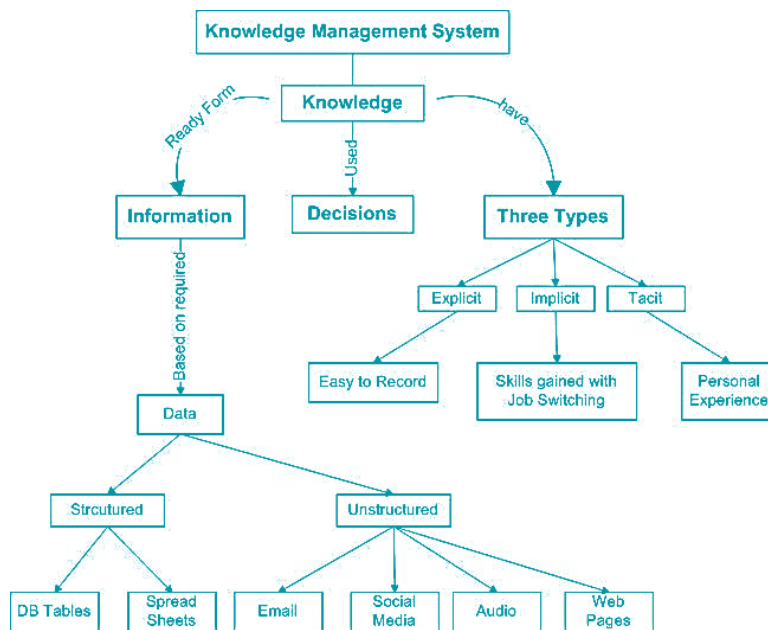 Knowledge Management System
Knowledge
Ready Form
Used
have
Information
Decisions
Three Types
Based on required
Explicit
Implicit
Tacit
Easy to Record
Skills gained with
Job Switching
Personal
Experience
Data
Strcutured
Unstructured
DB Tables
Spread
Sheets
Email
Social
Media
Audio
Web
Pages